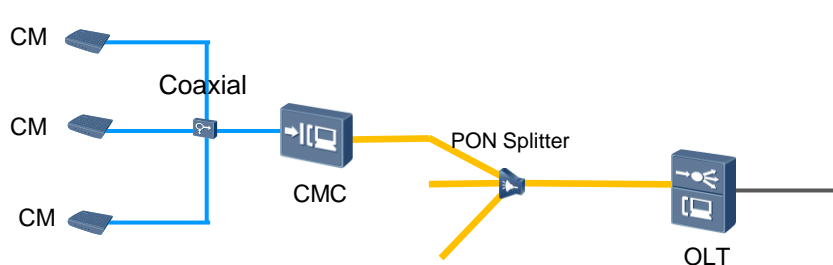 CM
Coaxial
CM
PON Splitter
CMC
CM
OLT